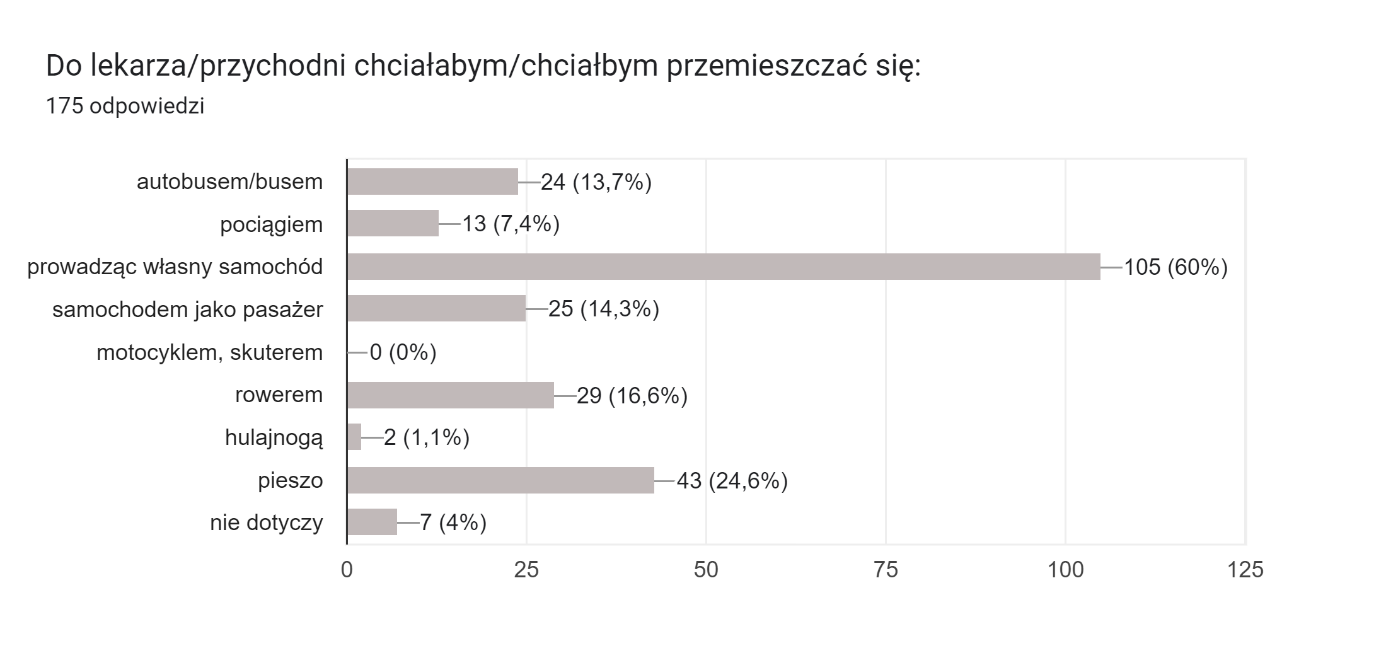 Do lekarza/przychodni chciałabym/chciałbym przemieszczać się:
175 odpowiedzi
autobusem/busem 24 (13,7%)
pociągiem 13 (7,4%)
prowadząc własny samochód 105 (60%)
samochodem jako pasażer 25 (14,3%)
motocyklem, skuterem 0 (0%)
rowerem 29 (16,6%)
hulajnogą 2 (1,1%)
pieszo 43 (24,6%)
nie dotyczy 7 (4%)
0 25 50 75 100 125